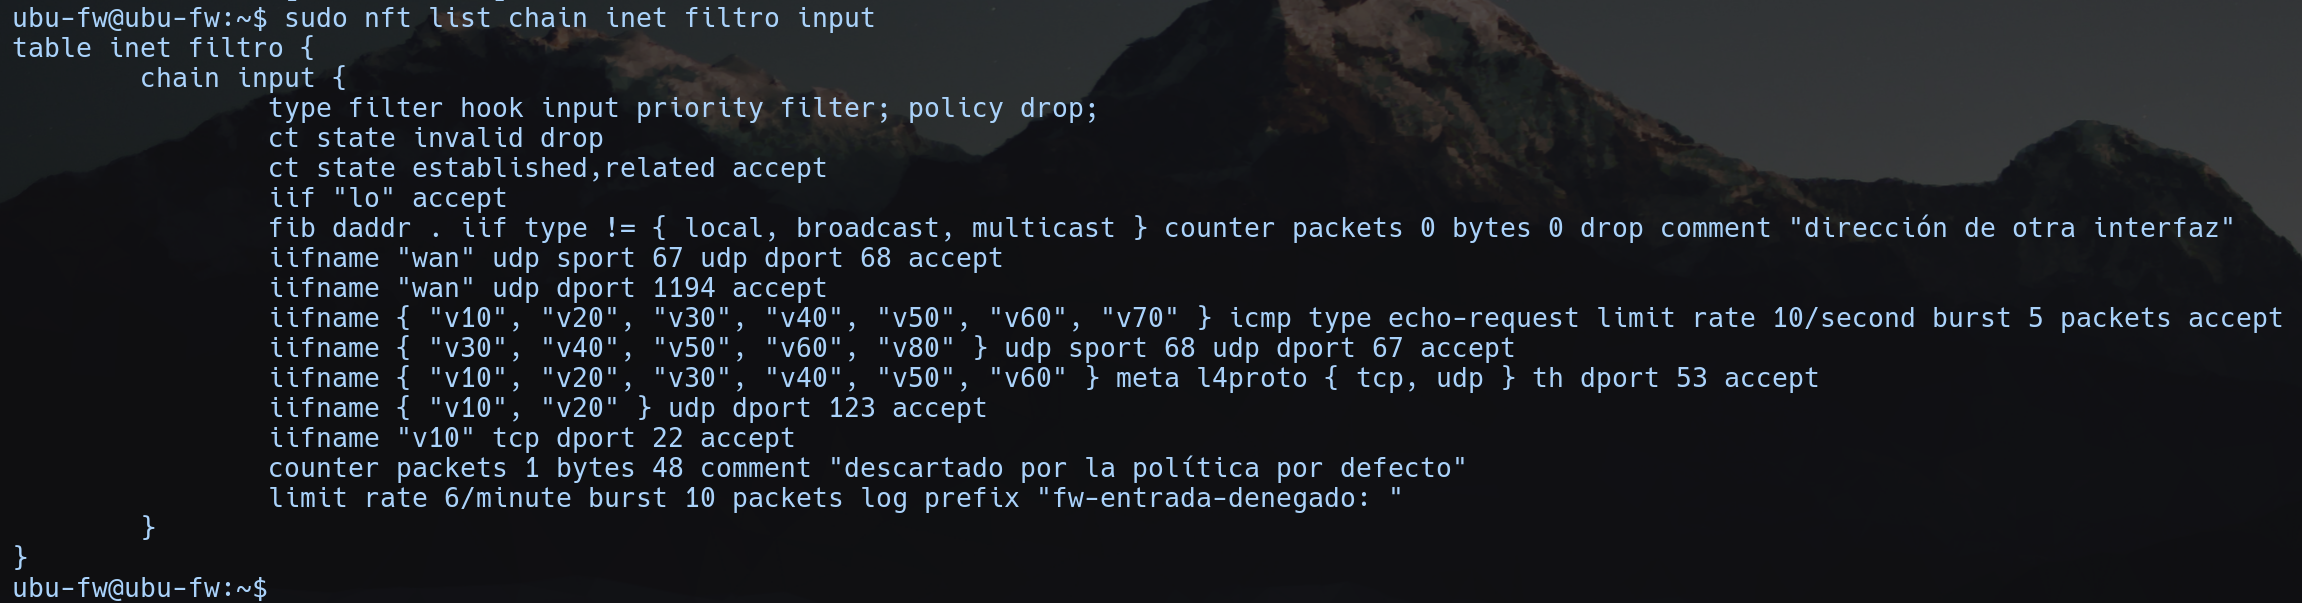 ubu-fw@ubu-fw:~$ sudo nft list chain inet filtro input
table inet filtro {
        chain input {
                type filter hook input priority filter; policy drop;
                ct state invalid drop
                ct state established,related accept
                iif "lo" accept
                fib daddr . iif type != { local, broadcast, multicast } counter packets 0 bytes 0 drop comment "dirección de otra interfaz"
                iifname "wan" udp sport 67 udp dport 68 accept
                iifname "wan" udp dport 1194 accept
                iifname { "v10", "v20", "v30", "v40", "v50", "v60", "v70" } icmp type echo-request limit rate 10/second burst 5 packets accept
                iifname { "v30", "v40", "v50", "v60", "v80" } udp sport 68 udp dport 67 accept
                iifname { "v10", "v20", "v30", "v40", "v50", "v60" } meta l4proto { tcp, udp } th dport 53 accept
                iifname { "v10", "v20" } udp dport 123 accept
                iifname "v10" tcp dport 22 accept
                counter packets 1 bytes 48 comment "descartado por la política por defecto"
                limit rate 6/minute burst 10 packets log prefix "fw-entrada-denegado: "
        }
}
ubu-fw@ubu-fw:~$